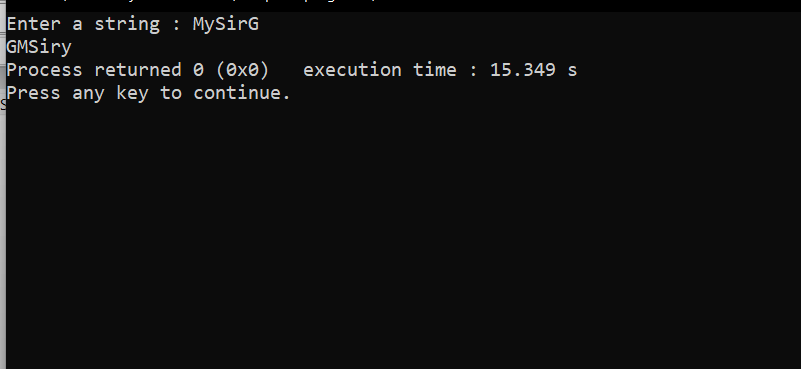 Enter a string : MySirG
GMSiry
Process returned 0 (0x0)   execution time : 15.349 s
Press any key to continue.